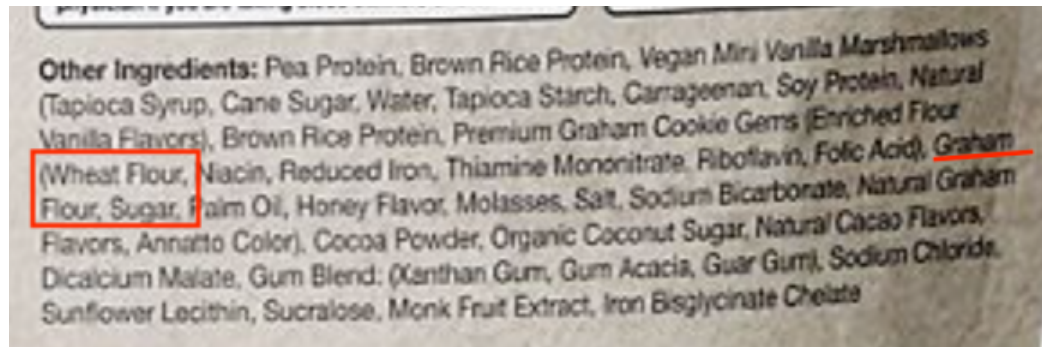 Other Ingredients: Pea Protein, Brown Rice Protein, Vegan Mini Vanilla Marshmallows
(Tapioca Syrup, Cane Sugar, Water, Tapioca Starch, Carrageenan, Soy Protein, Natural
Vanilla Flavors), Brown Rice Protein, Premium Graham Cookie Gems (Enriched Flour
(Wheat Flour, Niacin, Reduced Iron, Thiamine Mononitrate, Riboflavin, Folic Acid), Graham
Flour, Sugar, Palm Oil, Honey Flavor, Molasses, Salt, Sodium Bicarbonate, Natural Graham
Flavors, Annatto Color), Cocoa Powder, Organic Coconut Sugar, Natural Cacao Flavors,
Dicalcium Malate, Gum Blend: (Xanthan Gum, Gum Acacia, Guar Gum), Sodium Chloride,
Sunflower Lecithin, Sucralose, Monk Fruit Extract, Iron Bisglycinate Chelate